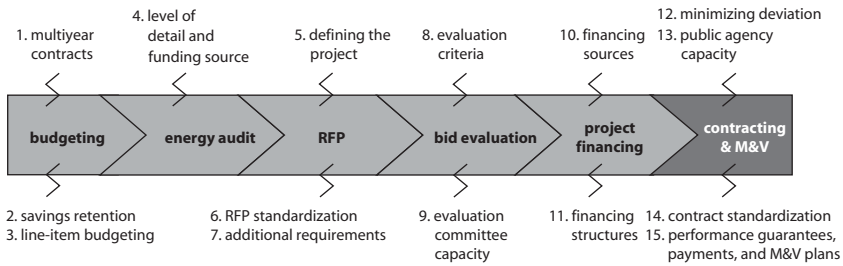 1. multiyear
contracts
4. level of
detail and
funding source
5. defining the
project
8. evaluation
criteria
10. financing
sources
12. minimizing deviation
13. public agency
capacity
budgeting
energy audit
RFP
bid evaluation
project
financing
contracting
& M&V
2. savings retention
3. line-item budgeting
6. RFP standardization
7. additional requirements
9. evaluation
committee
capacity
11. financing
structures
14. contract standardization
15. performance guarantees,
payments, and M&V plans